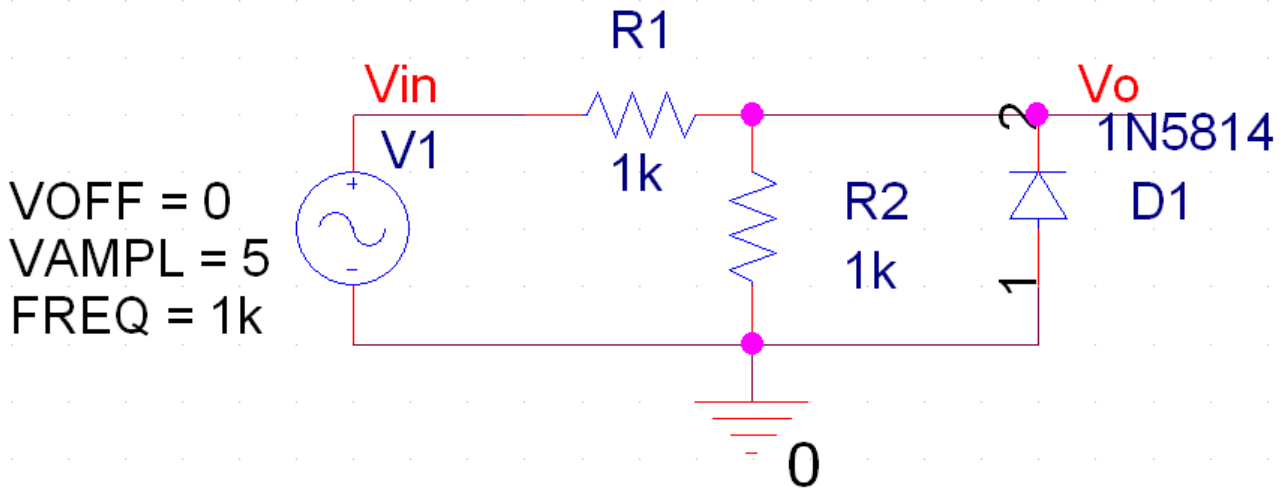 R1
Vin
Vo
2
1N5814
V1
1k
VOFF = 0
R2
D1
VAMPL = 5
1k
1
FREQ = 1k
0